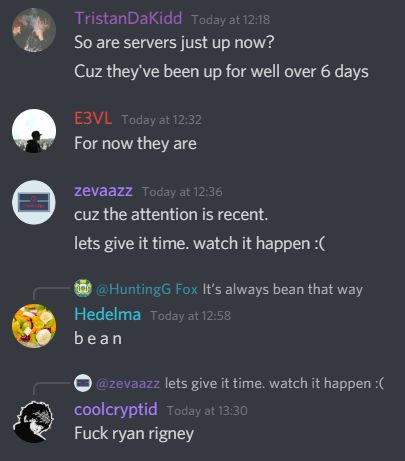 TristanDaKidd Today at 12:18
So are servers just up now?
Cuz they've been up for well over 6 days
E3VL Today at 12:32
For now they are
zevaazz Today at 12:36
cuz the attention is recent.
lets give it time. watch it happen :(
@HuntingG Fox It's always bean that way
Hedelma Today at 12:58
b e a n
@zevaazz lets give it time. watch it happen :(
coolcryptid Today at 13:30
Fuck ryan rigney